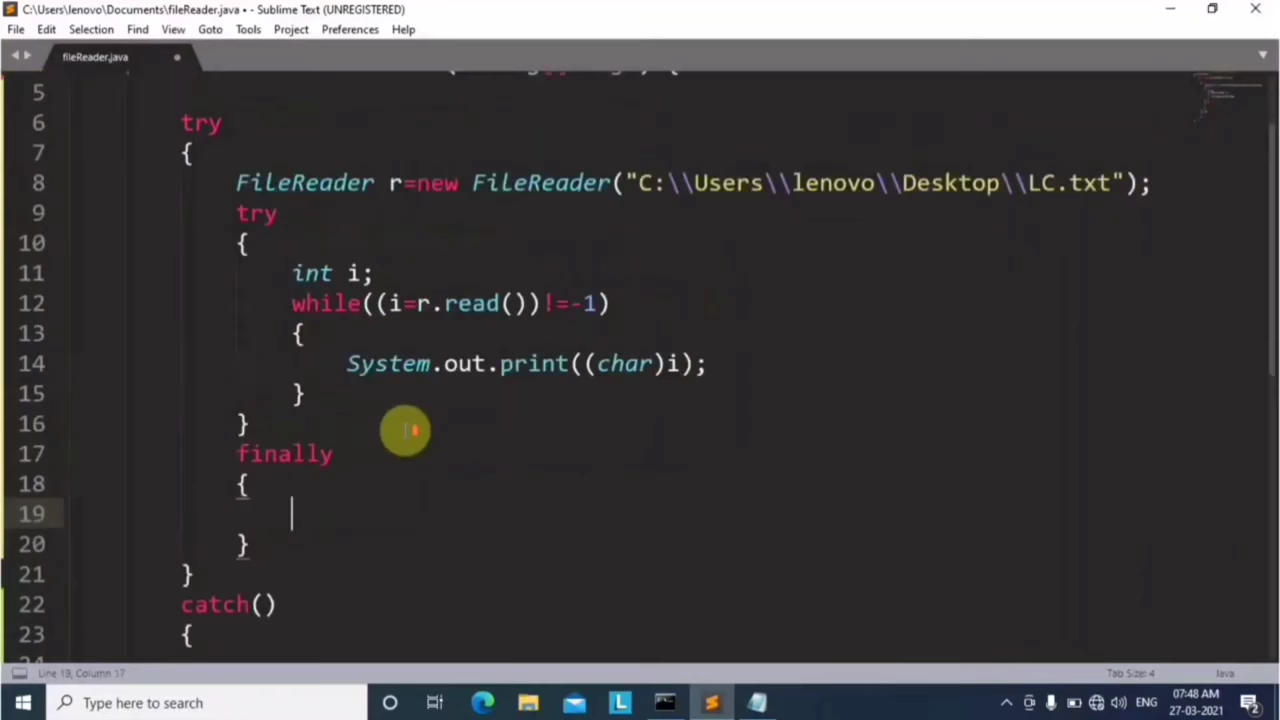 C:\Users\lenovo\Documents\fileReader.java • - Sublime Text (UNREGISTERED)
File Edit Selection Find View Goto Tools Project Preferences Help
fileReader.java
5
6 try
7 {
8 FileReader r=new FileReader("C:\\Users\\lenovo\\Desktop\\LC.txt");
9 try
10 {
11 int i;
12 while((i=r.read())!=-1)
13 {
14 System.out.print((char)i);
15 }
16 }
17 finally
18 {
19
20 }
21 }
22 catch()
23 {
Line 19, Column 17 Tab Size: 4 Java
Type here to search ENG 07:48 AM
27-03-2021 2